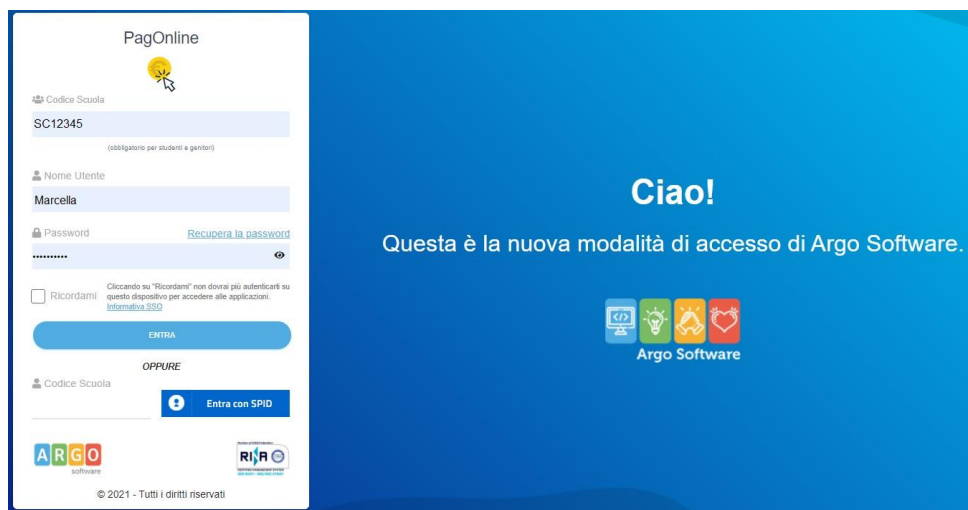 PagOnline
Codice Scuola
SC12345
(obbligatorio per studenti e genitori)
Nome Utente
Marcella
Password
Recupera la password
••••••••••
Ricordami
Cliccando su "Ricordami" non dovrai più autenticarti su
questo dispositivo per accedere alle applicazioni.
Informativa SSO
ENTRA
OPPURE
Codice Scuola
Entra con SPID
ARGO
software
RINA
© 2021 - Tutti i diritti riservati
Ciao!
Questa è la nuova modalità di accesso di Argo Software.
Argo Software